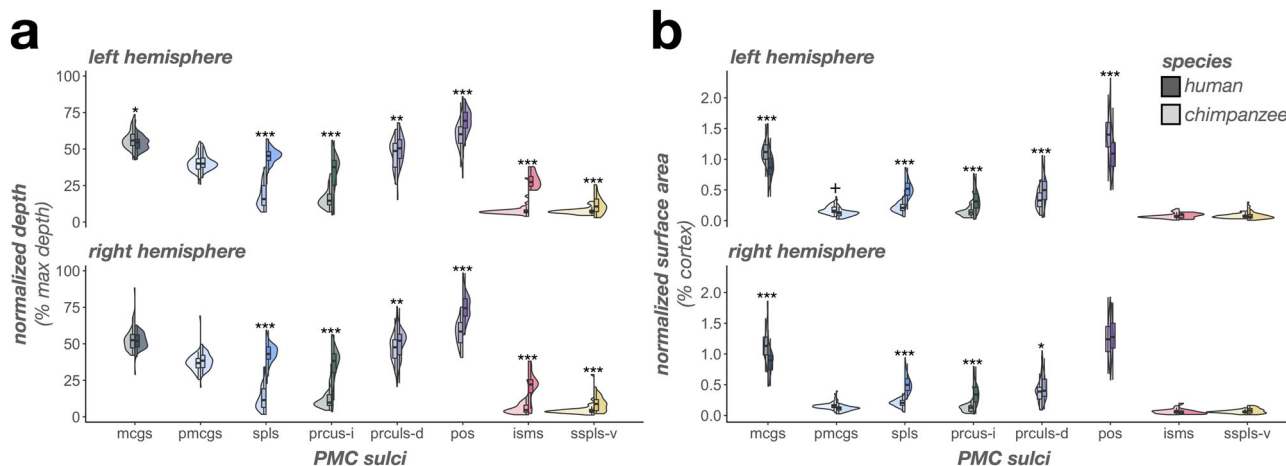 a
left hemisphere
100
75
50
25
0
*
***
***
**
***
***
***
right hemisphere
100
75
50
25
0
***
***
**
***
***
***
normalized depth
(% max depth)
mcgs pmcgs spls prcus-i prculs-d pos isms sspls-v
PMC sulci
b
left hemisphere
2.0
1.5
1.0
0.5
0.0
***
+
***
***
***
***
species
human
chimpanzee
right hemisphere
2.0
1.5
1.0
0.5
0.0
***
***
***
*
normalized surface area
(% cortex)
mcgs pmcgs spls prcus-i prculs-d pos isms sspls-v
PMC sulci